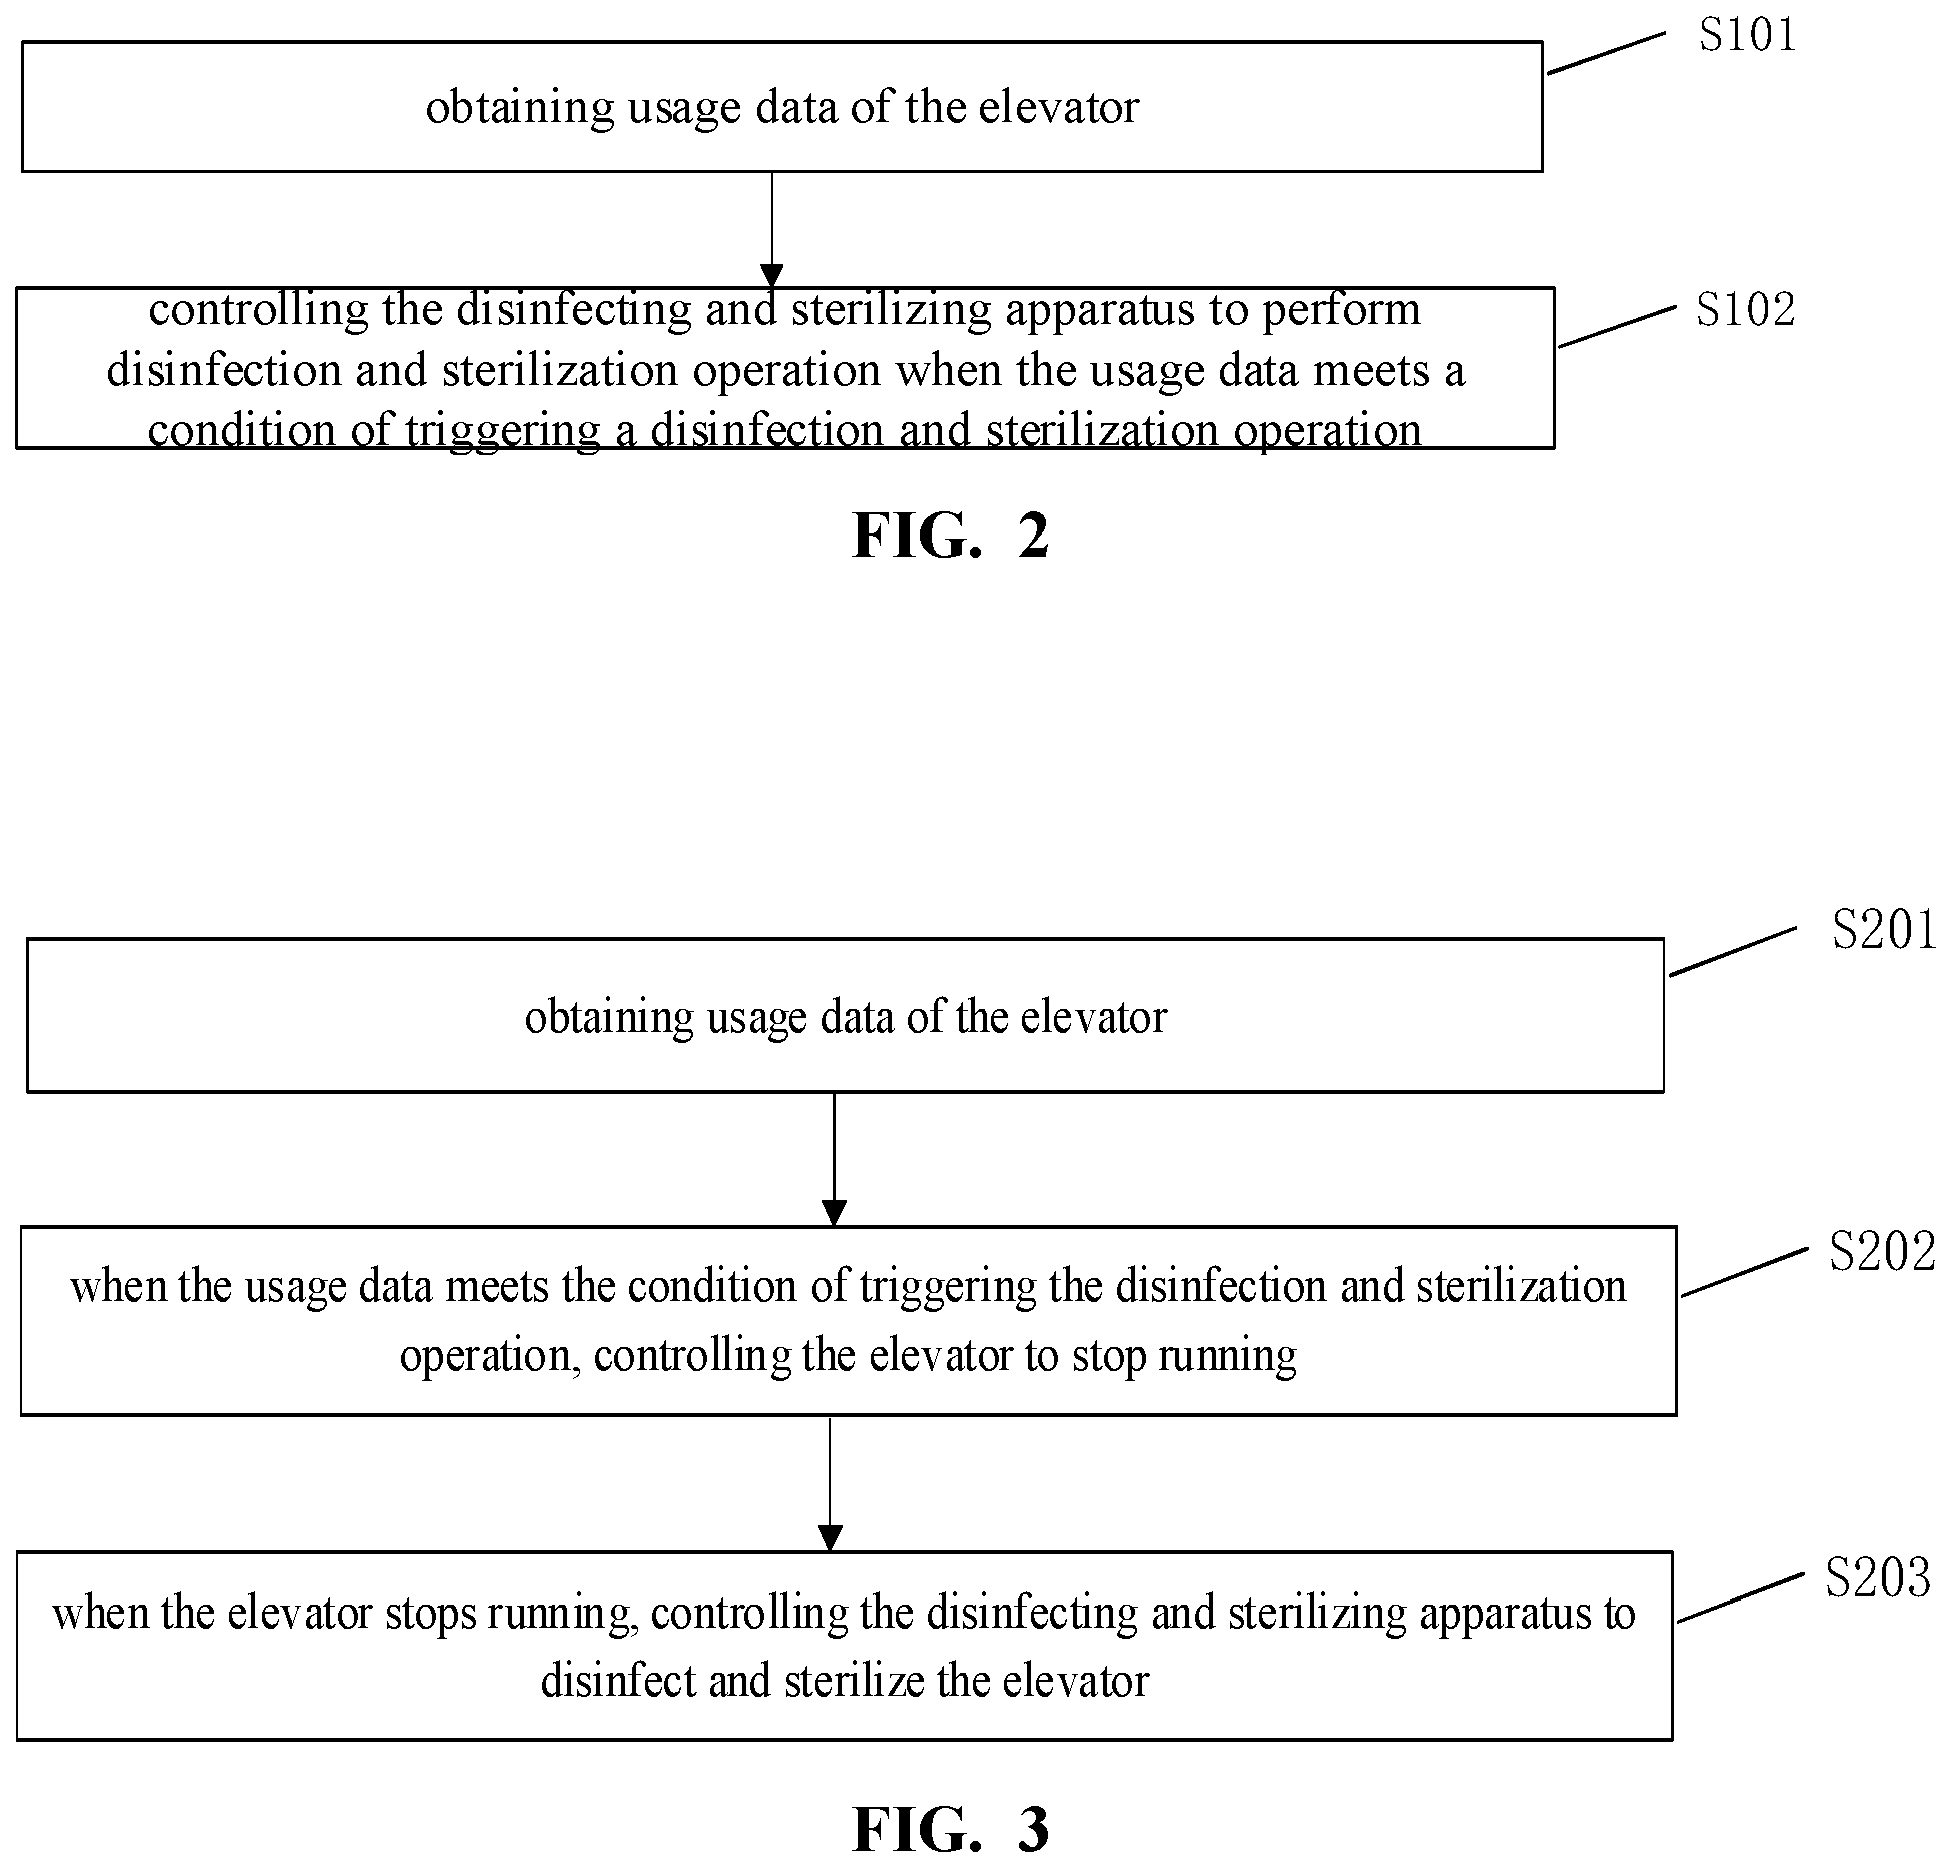 S101
obtaining usage data of the elevator
S102
controlling the disinfecting and sterilizing apparatus to perform
disinfection and sterilization operation when the usage data meets a
condition of triggering a disinfection and sterilization operation
FIG. 2
S201
obtaining usage data of the elevator
S202
when the usage data meets the condition of triggering the disinfection and sterilization
operation, controlling the elevator to stop running
S203
when the elevator stops running, controlling the disinfecting and sterilizing apparatus to
disinfect and sterilize the elevator
FIG. 3